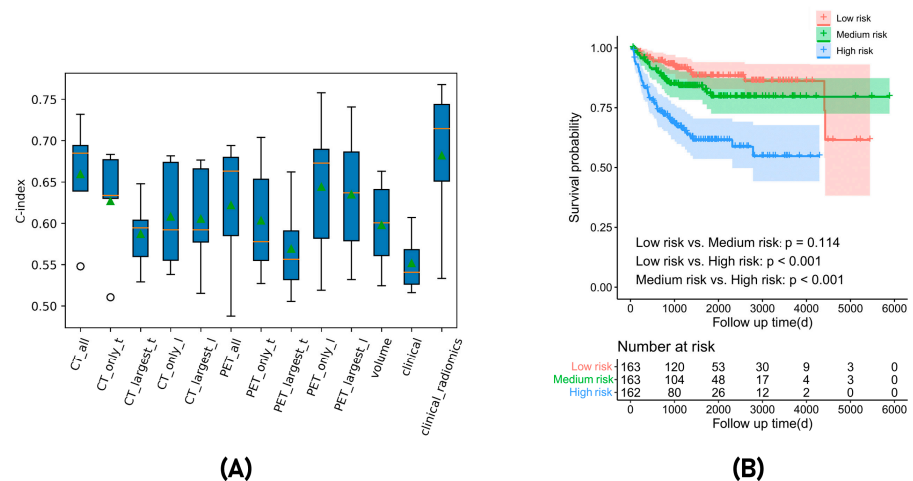 C-index
0.75
0.70
0.65
0.60
0.55
0.50
CT_all
CT_only_t
CT_largest_t
CT_only_l
CT_largest_l
PET_all
PET_only_t
PET_largest_t
PET_only_l
PET_largest_l
volume
clinical
clinical_radiomics
(A)
Low risk
Medium risk
High risk
Survival probability
1.00
0.75
0.50
0.25
0.00
Low risk vs. Medium risk: p = 0.114
Low risk vs. High risk: p < 0.001
Medium risk vs. High risk: p < 0.001
0 1000 2000 3000 4000 5000 6000
Follow up time(d)
Number at risk
Low risk 163 120 53 30 9 3 0
Medium risk 163 104 48 17 4 3 0
High risk 162 80 26 12 2 0 0
0 1000 2000 3000 4000 5000 6000
Follow up time(d)
(B)